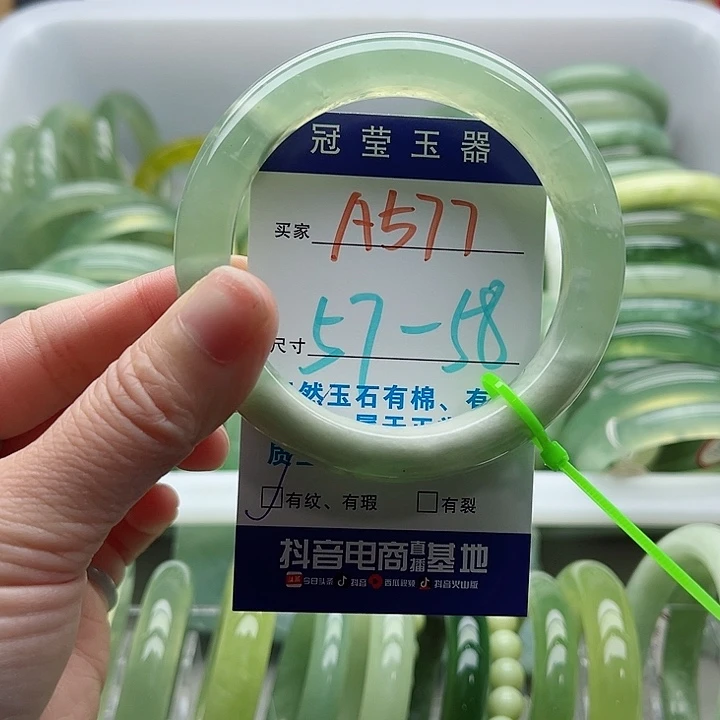 冠莹玉器
买家 A577
尺寸 57-58
然玉石有棉、有
质
有纹、有瑕 有裂
抖音电商直播基地
今日头条 抖音 西瓜视频 抖音火山版